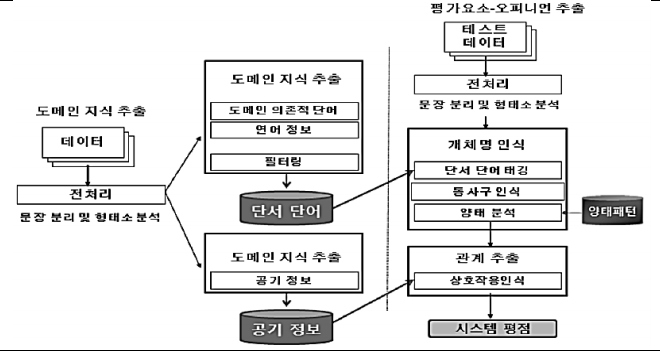 도메인 지식 추출
데이터
전처리
문장 분리 및 형태소분석
도메인 지식 추출
도메인 의존적 단어
연어 정보
필터링
단서 단어
도메인 지식 추출
공기 정보
공기 정보
평가요소-오피니언 추출
테스트
데이터
전처리
문장 분리 및 형태소분석
개체명 인식
단서 단어 태깅
동사구 인식
양태 분석
양태패턴
관계 추출
상호작용인식
시스템 평점